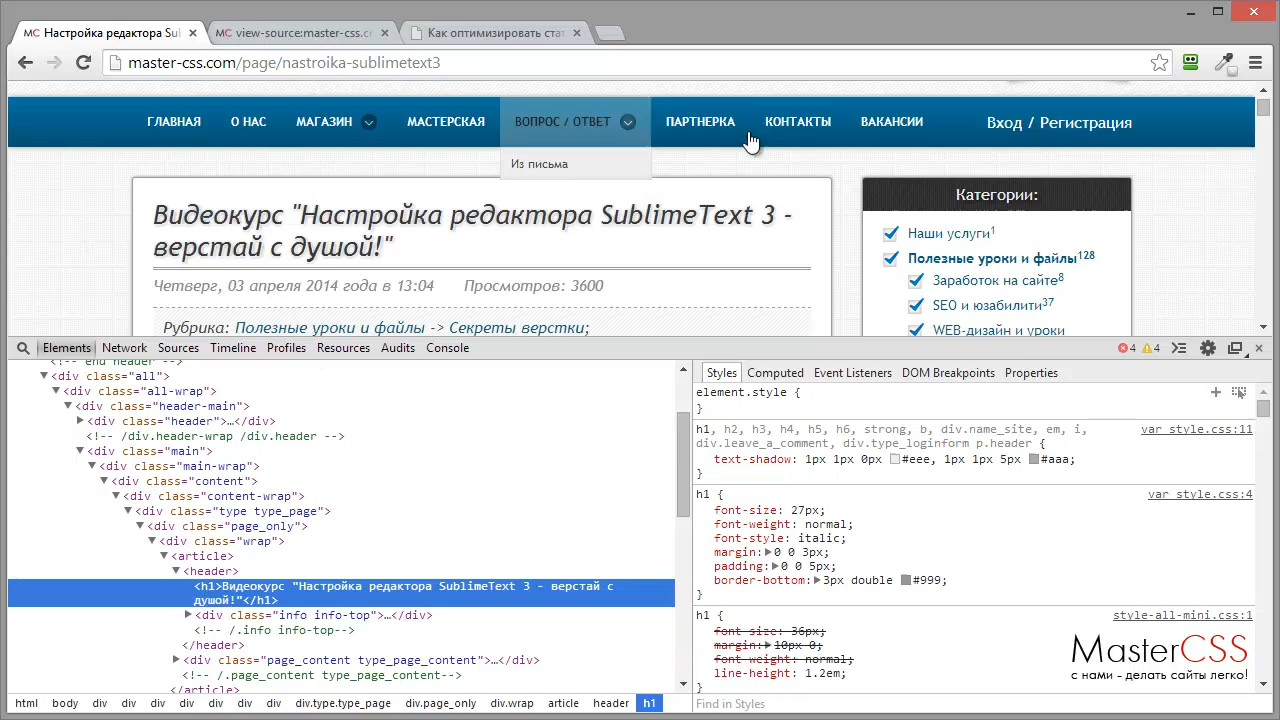 MC Настройка редактора Sul
MC view-source:master-css.c
Как оптимизировать стат
master-css.com/page/nastroika-sublimetext3
ГЛАВНАЯ О НАС МАГАЗИН МАСТЕРСКАЯ ВОПРОС / ОТВЕТ ПАРТНЕРКА КОНТАКТЫ ВАКАНСИИ Вход / Регистрация
Из письма
Видеокурс "Настройка редактора SublimeText 3 -
верстай с душой!"
Четверг, 03 апреля 2014 года в 13:04 Просмотров: 3600
Рубрика: Полезные уроки и файлы -> Секреты верстки;
Категории:
Наши услуги1
Полезные уроки и файлы128
Заработок на сайте8
SEO и юзабилити37
WEB-дизайн и уроки
Elements Network Sources Timeline Profiles Resources Audits Console 4 4
<!-- end header -->
<div class="all">
<div class="all-wrap">
<div class="header-main">
<div class="header">…</div>
<!-- /div.header-wrap /div.header -->
<div class="main">
<div class="main-wrap">
<div class="content">
<div class="content-wrap">
<div class="type type_page">
<div class="page_only">
<div class="wrap">
<article>
<header>
<h1>Видеокурс "Настройка редактора SublimeText 3 - верстай с
душой!"</h1>
<div class="info info-top">…</div>
<!-- /.info info-top-->
</header>
<div class="page_content type_page_content">…</div>
<!-- /.page_content type_page_content-->
</article>
html body div div div div div div div.type.type_page div.page_only div.wrap article header h1
Styles Computed Event Listeners DOM Breakpoints Properties
element.style {
}
h1, h2, h3, h4, h5, h6, strong, b, div.name_site, em, i, var style.css:11
div.leave_a_comment, div.type_loginform p.header {
text-shadow: 1px 1px 0px #eee, 1px 1px 5px #aaa;
}
h1 { var style.css:4
font-size: 27px;
font-weight: normal;
font-style: italic;
margin: 0 0 3px;
padding: 0 0 5px;
border-bottom: 3px double #999;
}
h1 { style-all-mini.css:1
font-size: 36px;
margin: 10px 0;
font-weight: normal;
line-height: 1.2em;
}
Find in Styles
MasterCSS
с нами - делать сайты легко!